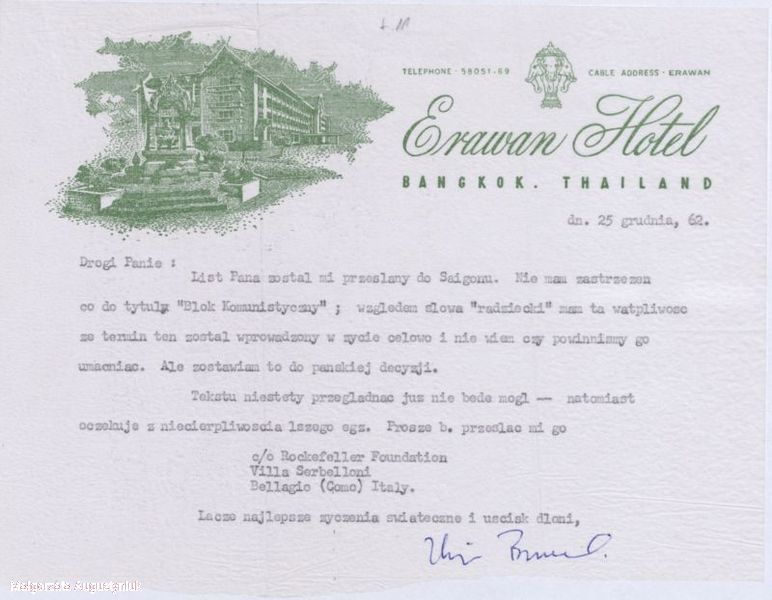 TELEPHONE · 58051-69
CABLE ADDRESS · ERAWAN
Erawan Hotel
BANGKOK. THAILAND
dn. 25 grudnia, 62.
Drogi Panie :
List Pana zostal mi przeslany do Saigonu. Nie mam zastrzezen
co do tytulx "Blok Komunistyczny" ; wzgledem slowa "radziecki" mam ta watpliwosc
ze termin ten zostal wprowadzony w zycie celowo i nie wiem czy powinnismy go
umacniac. Ale zostawiam to do panskiej decyzji.
Tekstu niestety przegladnac juz nie bede mogl — natomiast
oczekuje z niecierpliwoscia 1szego egz. Prosze b. przeslac mi go
c/o Rockefeller Foundation
Villa Serbelloni
Bellagio (Como) Italy.
Lacze najlepsze zyczenia swiateczne i uscisk dloni,